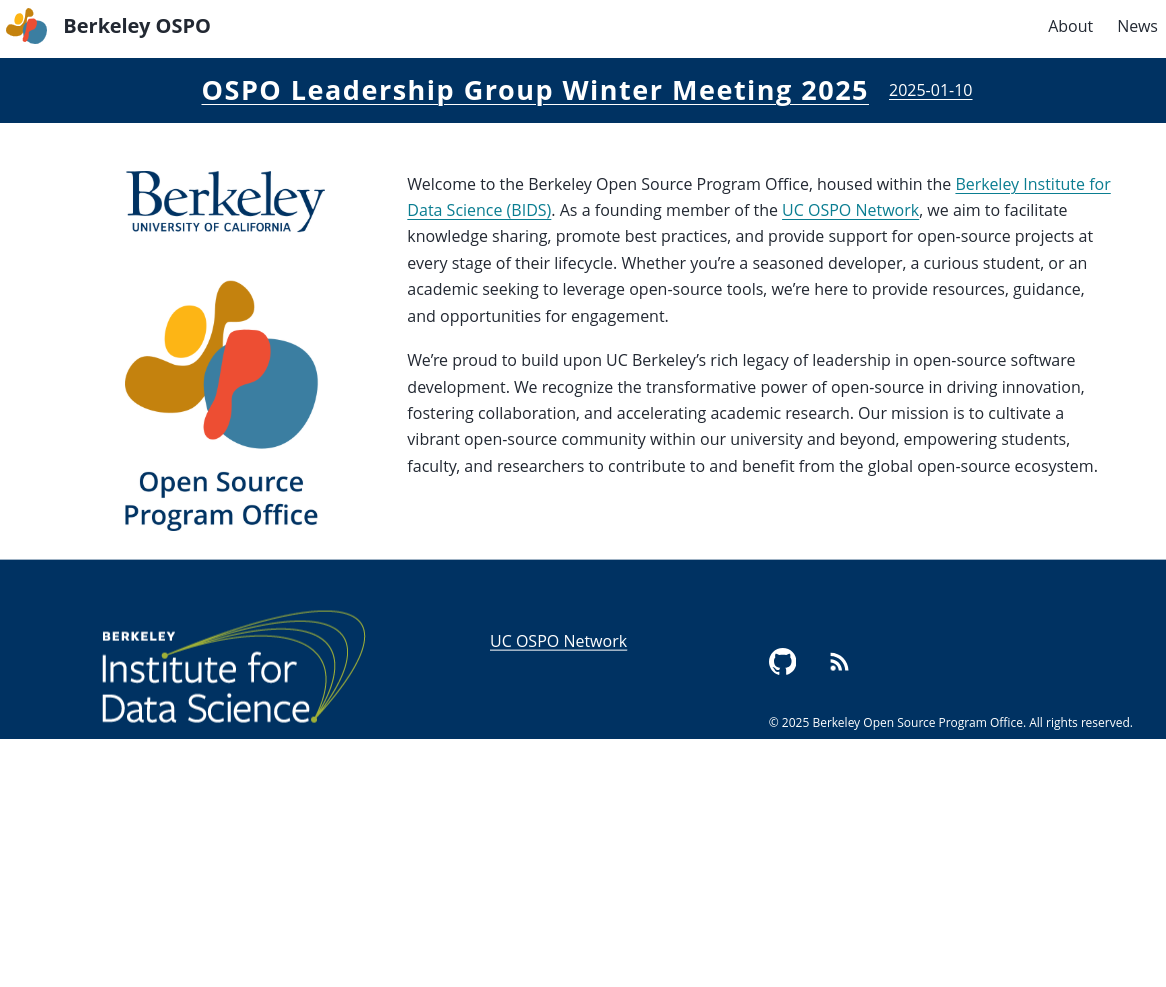 Berkeley OSPO
About News
OSPO Leadership Group Winter Meeting 2025 2025-01-10
Berkeley
UNIVERSITY OF CALIFORNIA
Open Source
Program Office
Welcome to the Berkeley Open Source Program Office, housed within the Berkeley Institute for
Data Science (BIDS). As a founding member of the UC OSPO Network, we aim to facilitate
knowledge sharing, promote best practices, and provide support for open-source projects at
every stage of their lifecycle. Whether you’re a seasoned developer, a curious student, or an
academic seeking to leverage open-source tools, we’re here to provide resources, guidance,
and opportunities for engagement.
We’re proud to build upon UC Berkeley’s rich legacy of leadership in open-source software
development. We recognize the transformative power of open-source in driving innovation,
fostering collaboration, and accelerating academic research. Our mission is to cultivate a
vibrant open-source community within our university and beyond, empowering students,
faculty, and researchers to contribute to and benefit from the global open-source ecosystem.
BERKELEY
Institute for
Data Science
UC OSPO Network
© 2025 Berkeley Open Source Program Office. All rights reserved.